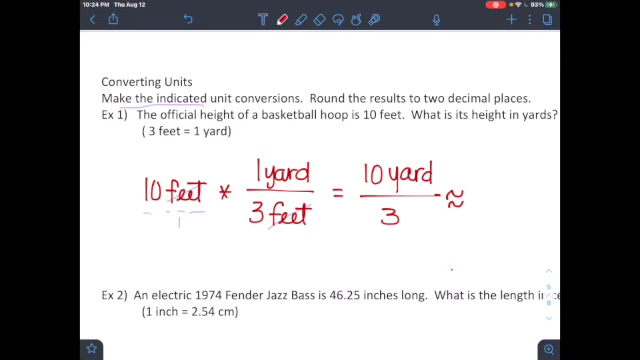 10:24 PM Thu Aug 12
93%
Converting Units
Make the indicated unit conversions. Round the results to two decimal places.
Ex 1) The official height of a basketball hoop is 10 feet. What is its height in yards?
( 3 feet = 1 yard)
10 feet * 1 yard / 3 feet = 10 yard / 3 ≈
5
8
Ex 2) An electric 1974 Fender Jazz Bass is 46.25 inches long. What is the length in
(1 inch = 2.54 cm)